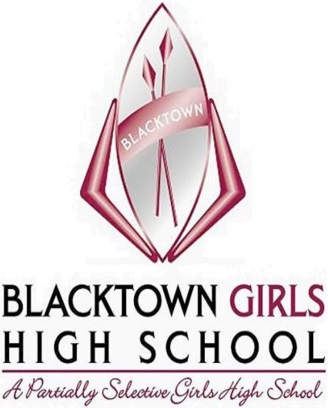 BLACKTOWN
BLACKTOWN GIRLS
HIGH SCHOOL
A Partially Selective Girls High School